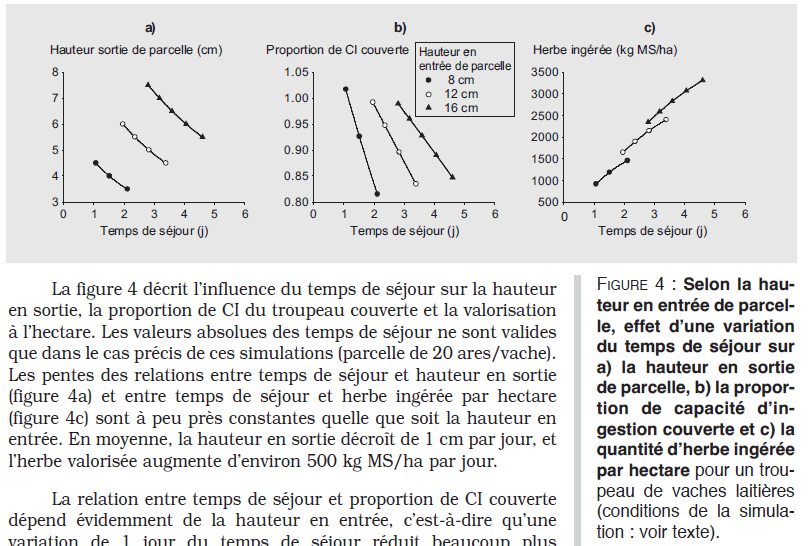 a)
Hauteur sortie de parcelle (cm)
8
7
6
5
4
3
0 1 2 3 4 5 6
Temps de séjour (j)
b)
Proportion de CI couverte
1.05
1.00
0.95
0.90
0.85
0.80
0 1 2 3 4 5 6
Temps de séjour (j)
Hauteur en
entrée de parcelle
8 cm
12 cm
16 cm
c)
Herbe ingérée (kg MS/ha)
3500
3000
2500
2000
1500
1000
500
0 1 2 3 4 5 6
Temps de séjour (j)
La figure 4 décrit l'influence du temps de séjour sur la hauteur
en sortie, la proportion de CI du troupeau couverte et la valorisation
à l'hectare. Les valeurs absolues des temps de séjour ne sont valides
que dans le cas précis de ces simulations (parcelle de 20 ares/vache).
Les pentes des relations entre temps de séjour et hauteur en sortie
(figure 4a) et entre temps de séjour et herbe ingérée par hectare
(figure 4c) sont à peu près constantes quelle que soit la hauteur en
entrée. En moyenne, la hauteur en sortie décroît de 1 cm par jour, et
l'herbe valorisée augmente d'environ 500 kg MS/ha par jour.
La relation entre temps de séjour et proportion de CI couverte
dépend évidemment de la hauteur en entrée, c'est-à-dire qu'une
variation de 1 jour du temps de séjour réduit beaucoup plus
FIGURE 4 : Selon la hau-
teur en entrée de parcel-
le, effet d'une variation
du temps de séjour sur
a) la hauteur en sortie
de parcelle, b) la propor-
tion de capacité d'in-
gestion couverte et c) la
quantité d'herbe ingérée
par hectare pour un trou-
peau de vaches laitières
(conditions de la simula-
tion : voir texte).